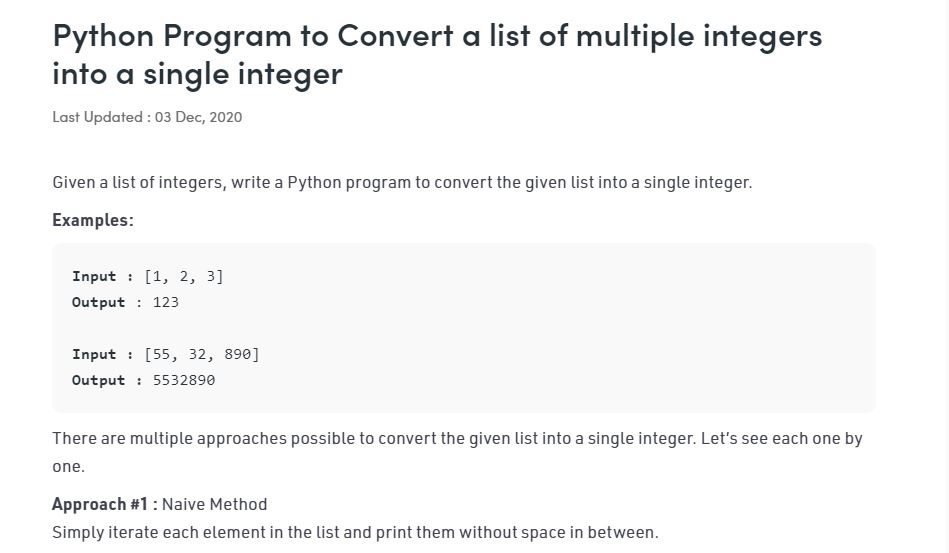 Python Program to Convert a list of multiple integers
into a single integer
Last Updated : 03 Dec, 2020
Given a list of integers, write a Python program to convert the given list into a single integer.
Examples:
Input : [1, 2, 3]
Output : 123
Input : [55, 32, 890]
Output : 5532890
There are multiple approaches possible to convert the given list into a single integer. Let's see each one by
one.
Approach #1 : Naive Method
Simply iterate each element in the list and print them without space in between.